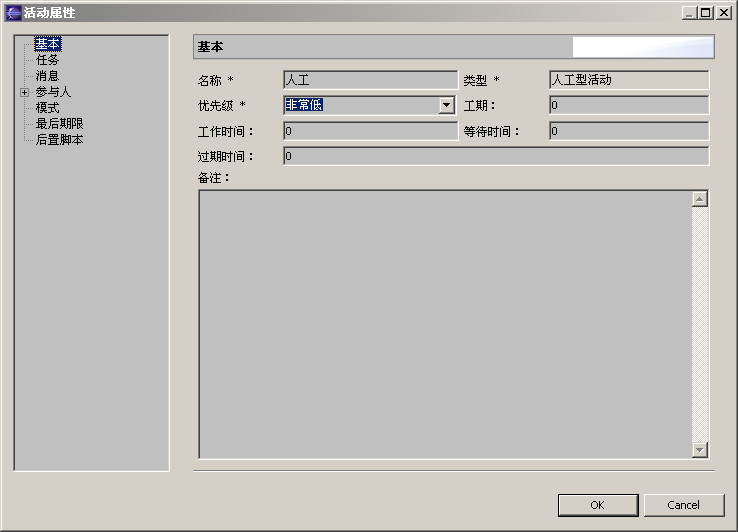 活动属性
基本
任务
消息
参与人
模式
最后期限
后置脚本
基本
名称 * 人工 类型 * 人工型活动
优先级 * 非常低 工期： 0
工作时间： 0 等待时间： 0
过期时间： 0
备注：
OK Cancel